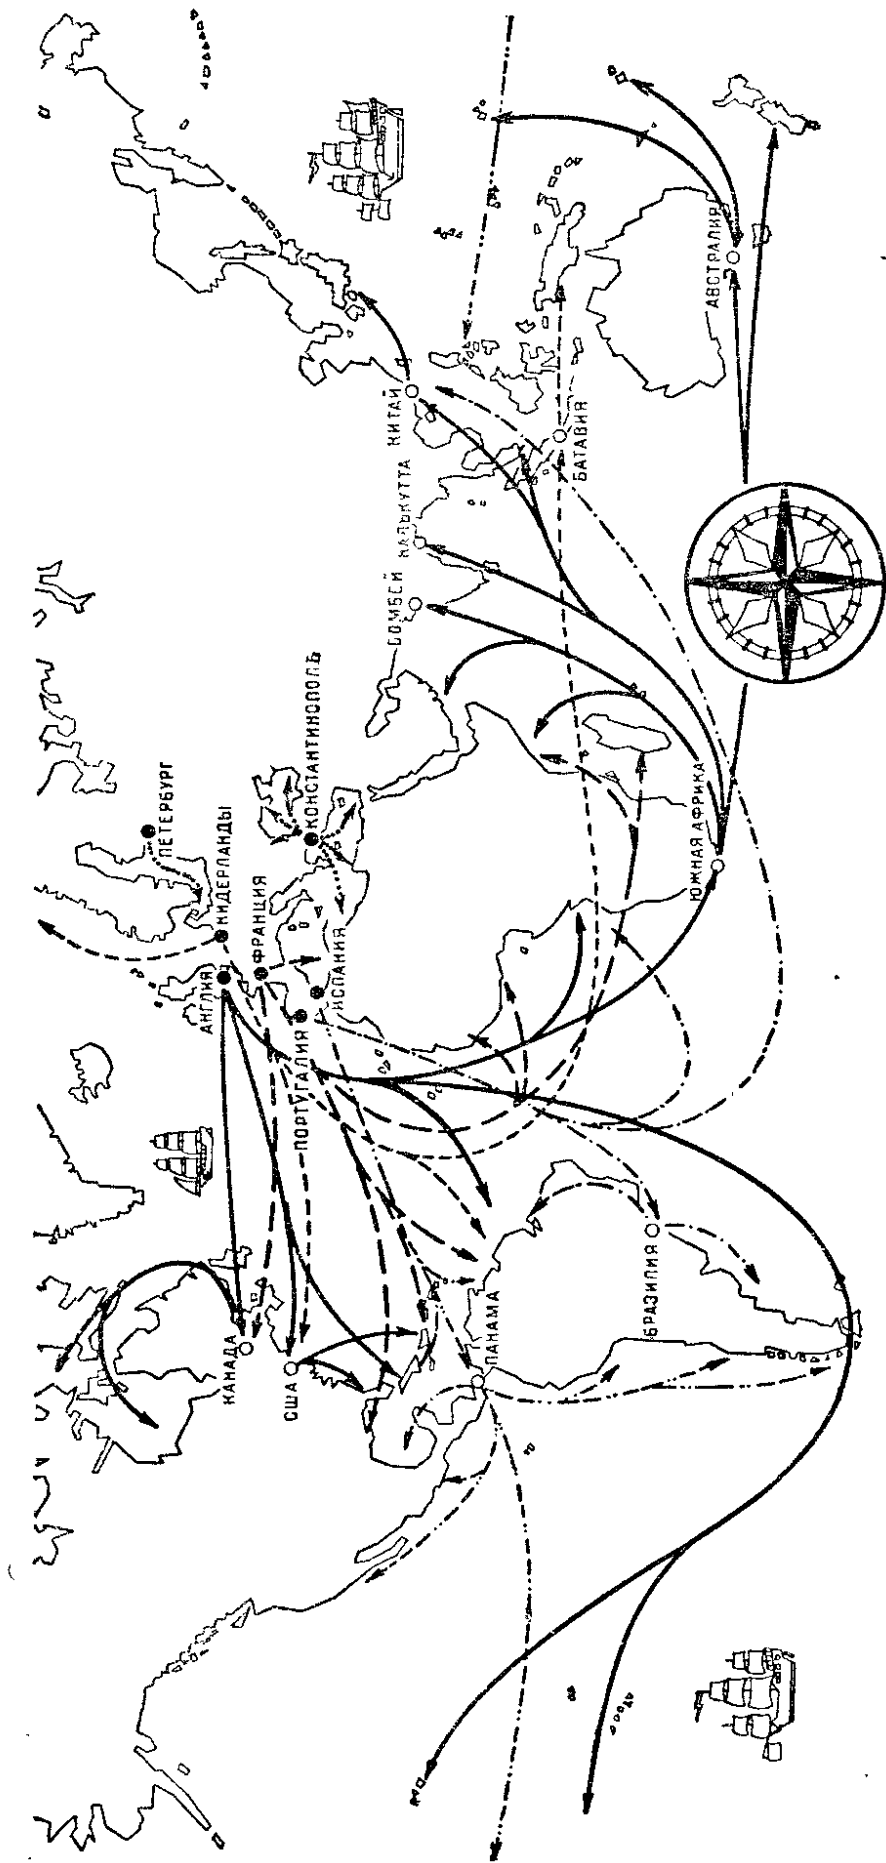 КАНАДА
США
ПАНАМА
БРАЗИЛИЯ
АНГЛИЯ
НИДЕРЛАНДЫ
ПЕТЕРБУРГ
ФРАНЦИЯ
ПОРТУГАЛИЯ
ИСПАНИЯ
КОНСТАНТИНОПОЛЬ
ЮЖНАЯ АФРИКА
БОМБЕЙ
КАЛЬКУТТА
КИТАЙ
БАТАВИЯ
АВСТРАЛИЯ